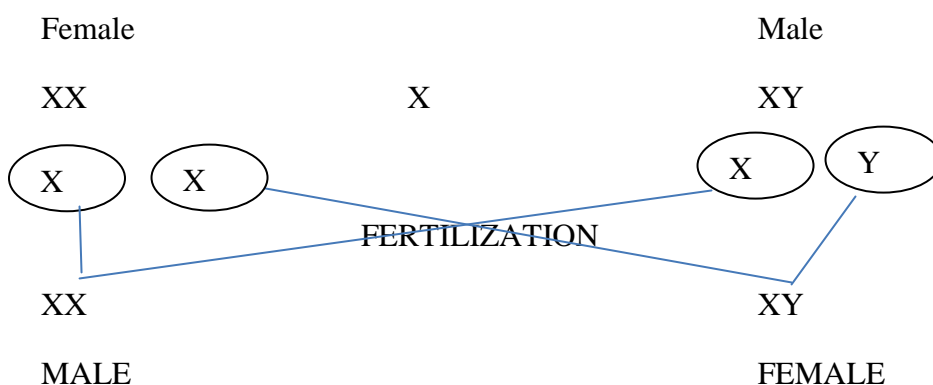 Female Male
XX X XY
X X X Y
FERTILIZATION
XX XY
MALE FEMALE